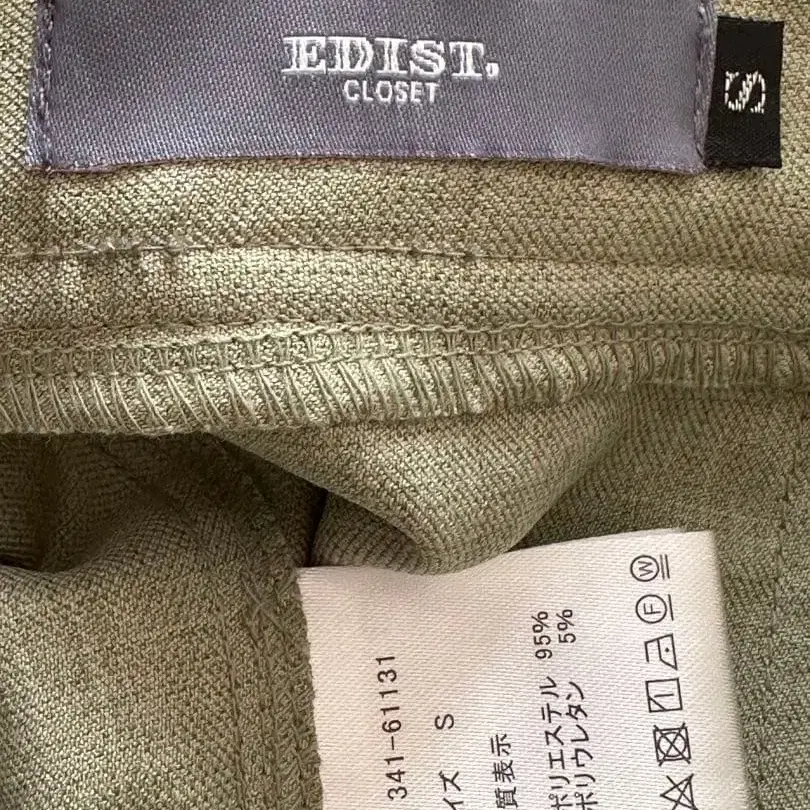 EDIST.
CLOSET
S
341-61131
イズ S
質表示
ポリエステル 95%
ポリウレタン 5%
F W